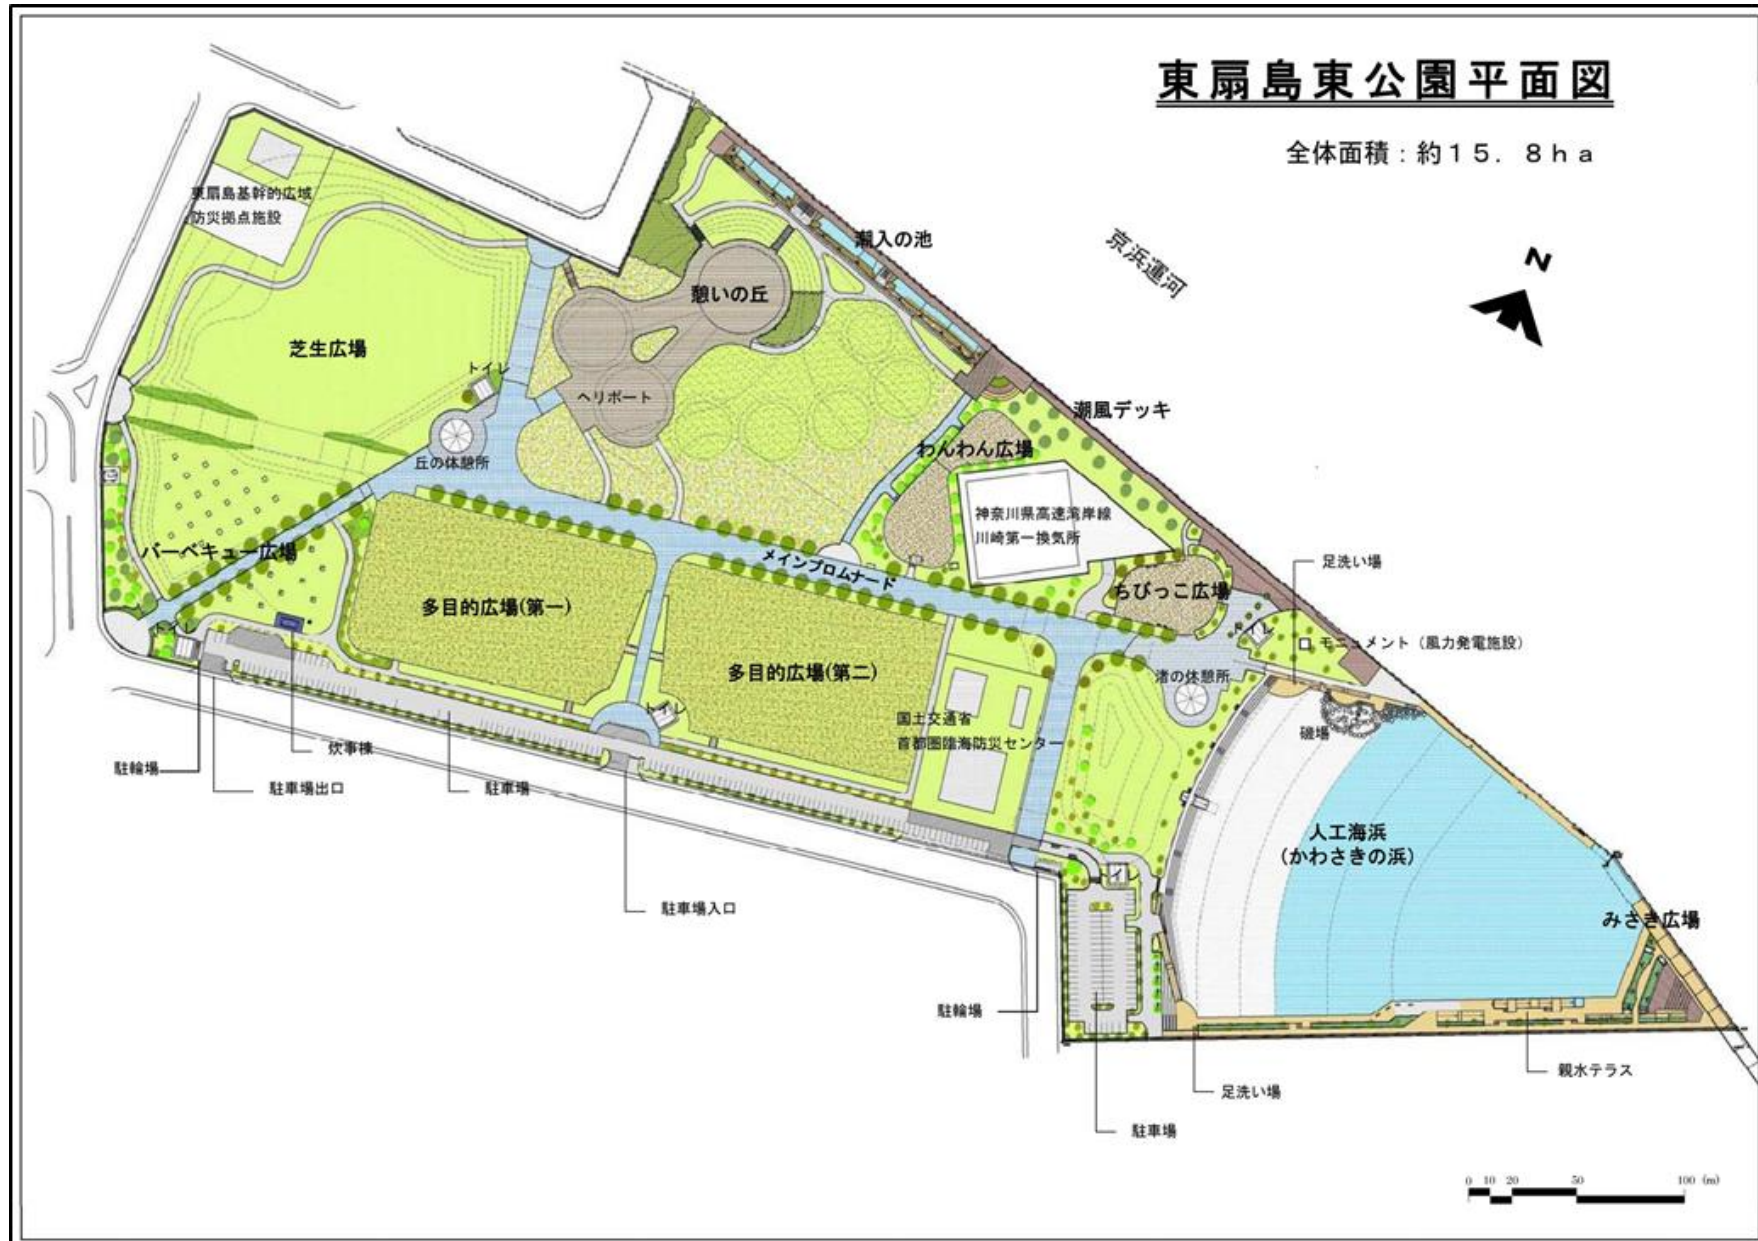 東扇島東公園平面図
全体面積：約１５．８ｈａ
N
京浜運河
東扇島基幹的広域
防災拠点施設
潮入の池
憩いの丘
芝生広場
トイレ
ヘリポート
潮風デッキ
丘の休憩所
わんわん広場
神奈川県高速湾岸線
川崎第一換気所
バーベキュー広場
メインプロムナード
足洗い場
ちびっこ広場
多目的広場(第一)
トイレ
トイレ
モニュメント（風力発電施設）
多目的広場(第二)
渚の休憩所
トイレ
国土交通省
首都圏臨海防災センター
磯場
炊事棟
駐輪場
駐車場出口
駐車場
人工海浜
(かわさきの浜)
トイレ
駐車場入口
みさき広場
駐輪場
親水テラス
足洗い場
駐車場
0 10 20 50 100 (m)